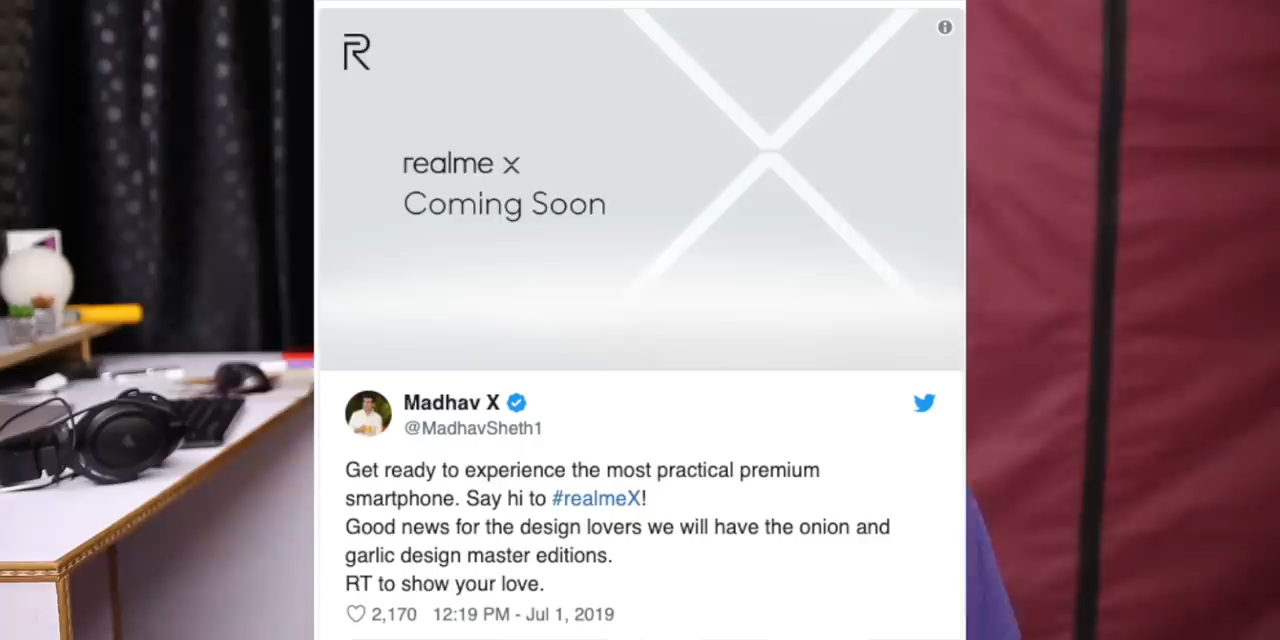 R
realme x
Coming Soon
Madhav X
@MadhavSheth1
Get ready to experience the most practical premium
smartphone. Say hi to #realmeX!
Good news for the design lovers we will have the onion and
garlic design master editions.
RT to show your love.
2,170 12:19 PM - Jul 1, 2019